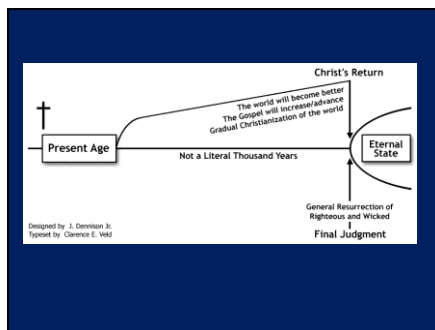 Christ's Return
The world will become better
The Gospel will increase/advance
Gradual Christianization of the world
Present Age
Eternal
State
Not a Literal Thousand Years
General Resurrection of
Righteous and Wicked
Final Judgment
Designed by J. Dennison Jr.
Typeset by Clarence E. Veld